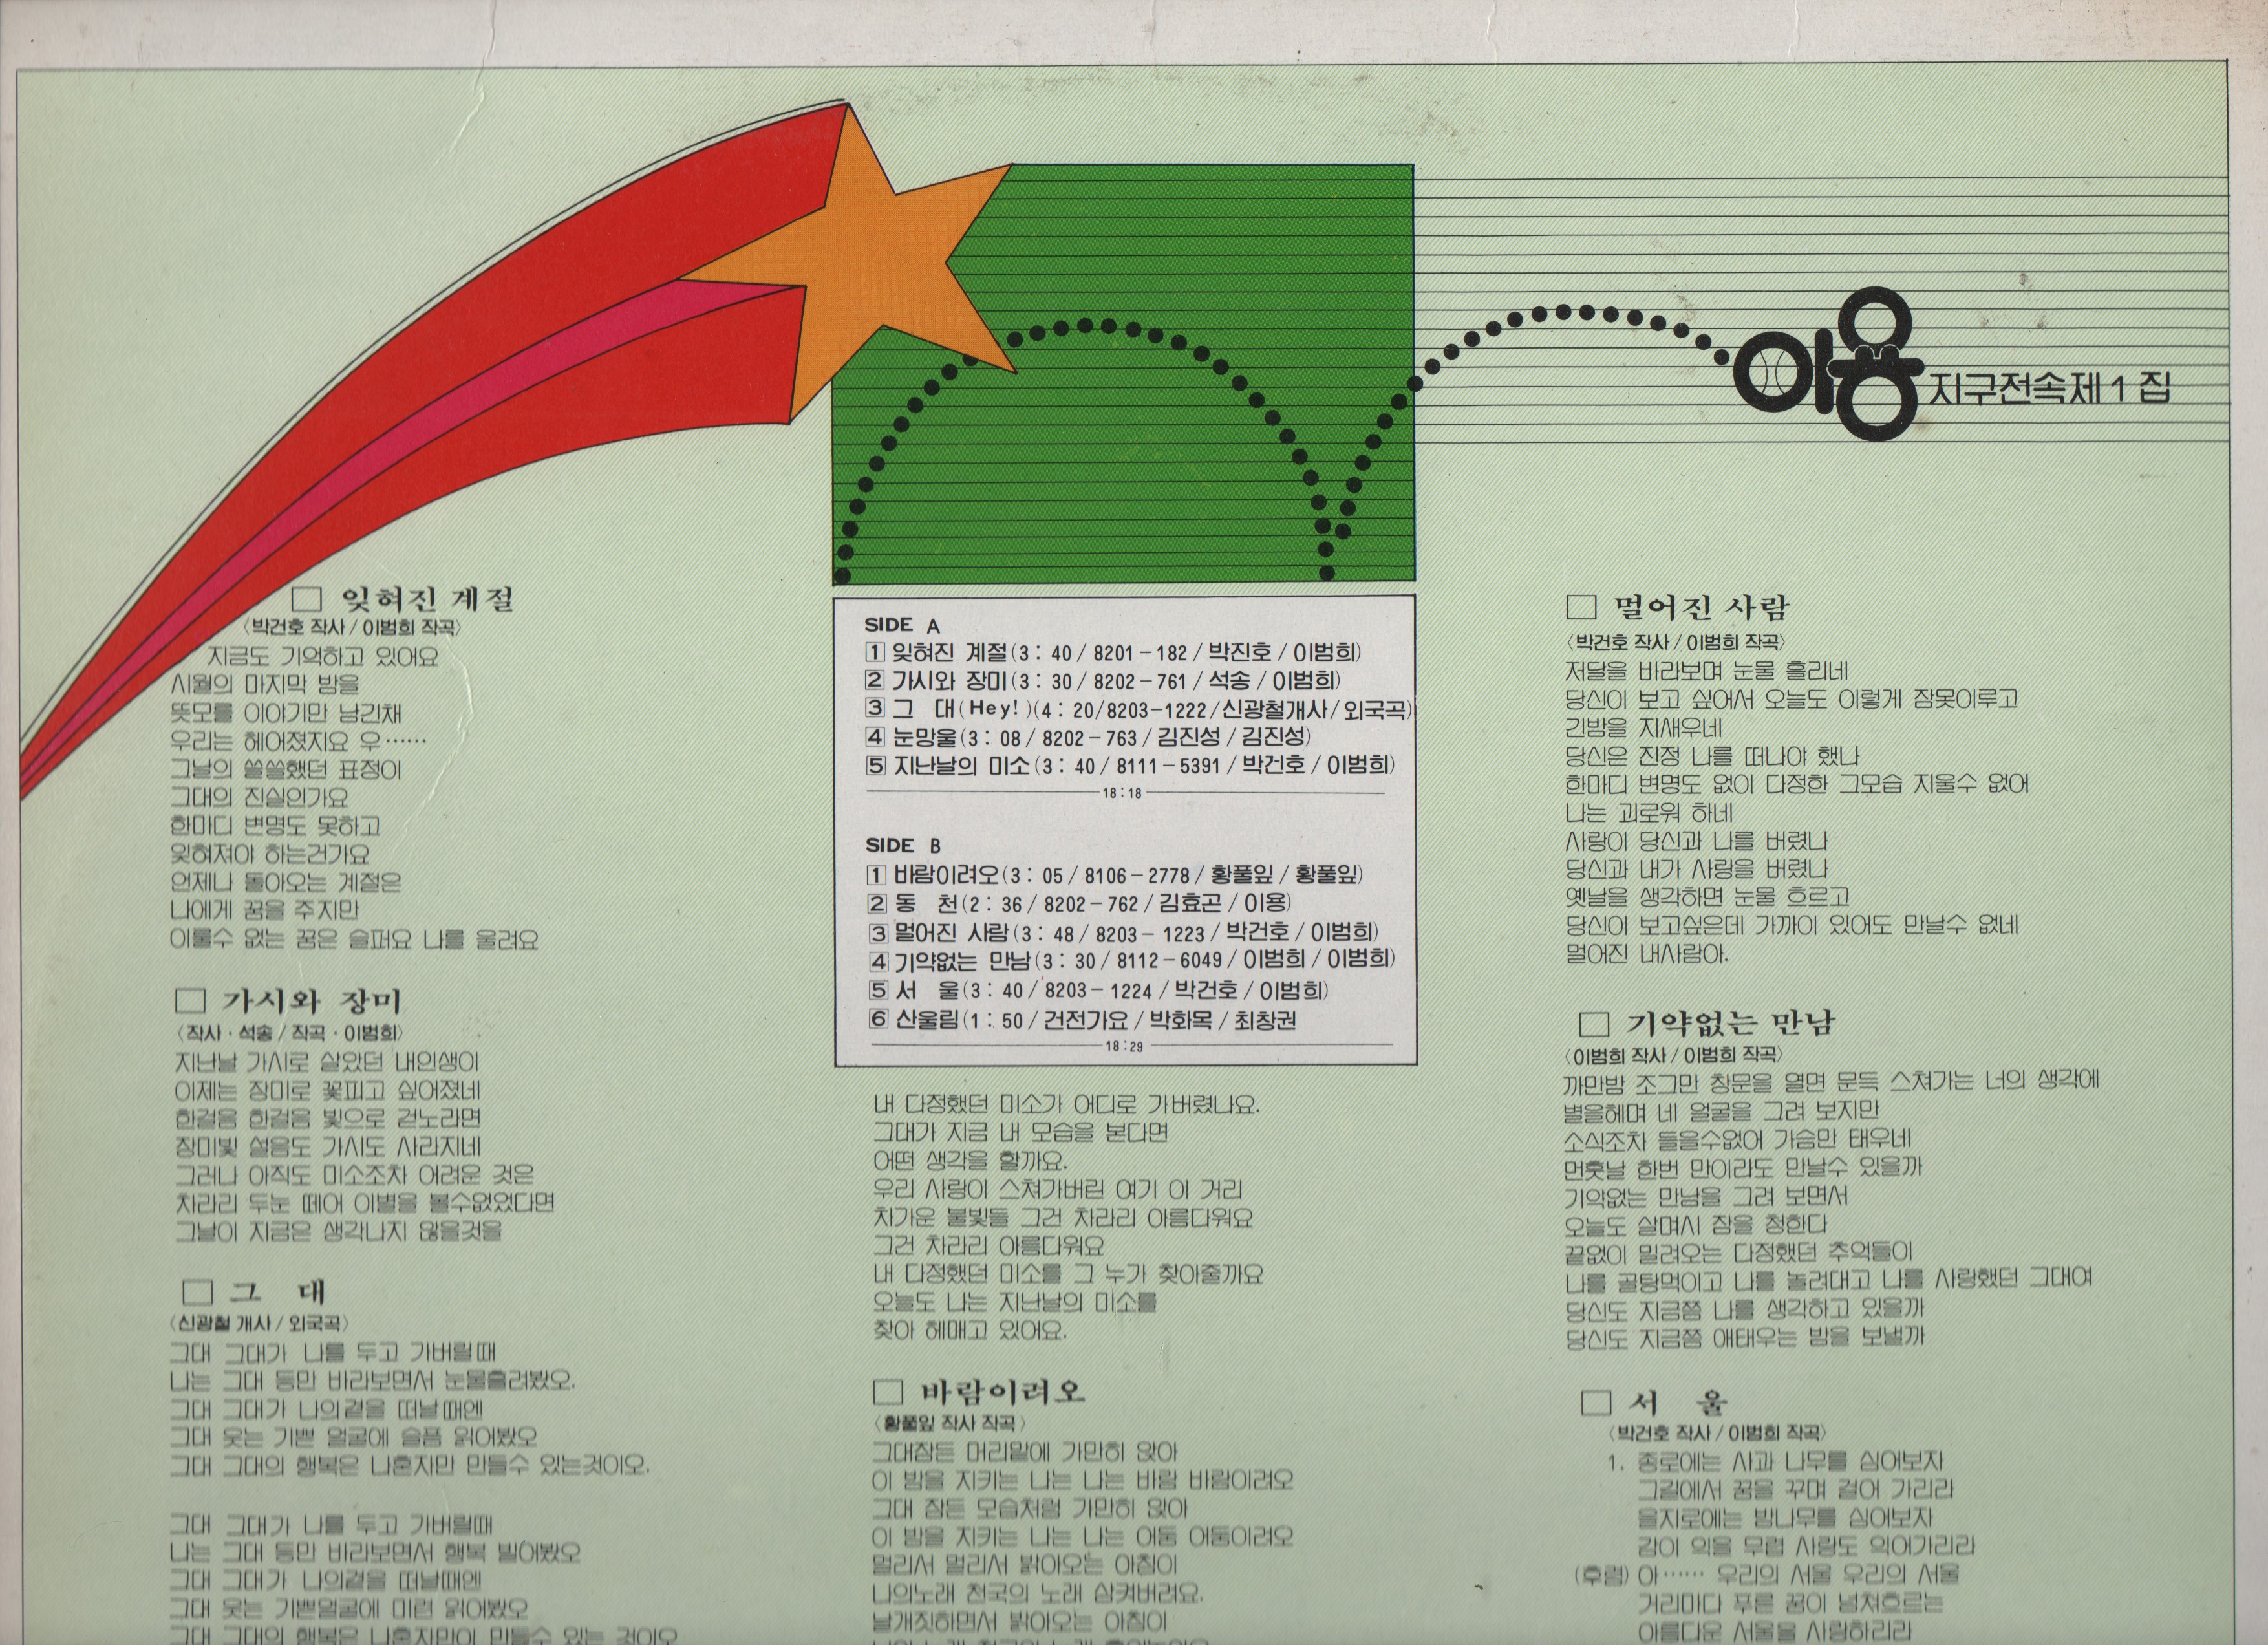 이용 지구전속제1집
□ 잊혀진 계절
〈박건호 작사 / 이범희 작곡〉
지금도 기억하고 있어요
시월의 마지막 밤을
뜻모를 이야기만 남긴채
우리는 헤어졌지요 우……
그날의 쓸쓸했던 표정이
그대의 진실인가요
한마디 변명도 못하고
잊혀져야 하는건가요
언제나 돌아오는 계절은
나에게 꿈을 주지만
이룰수 없는 꿈은 슬퍼요 나를 울려요
□ 가시와 장미
〈작사 · 석송 / 작곡 · 이범희〉
지난날 가시로 살았던 내인생이
이제는 장미로 꽃피고 싶어졌네
한걸음 한걸음 빛으로 걷노라면
장미빛 설움도 가시도 사라지네
그러나 아직도 미소조차 어려운 것은
차라리 두눈 떼어 이별을 볼수없었다면
그날이 지금은 생각나지 않을것을
□ 그 대
〈신광철 개사 / 외국곡〉
그대 그대가 나를 두고 가버릴때
나는 그대 등만 바라보면서 눈물흘려봤오.
그대 그대가 나의곁을 떠날때엔
그대 웃는 기쁜 얼굴에 슬픔 읽어봤오
그대 그대의 행복은 나혼자만 만들수 있는것이오.
그대 그대가 나를 두고 가버릴때
나는 그대 등만 바라보면서 행복 빌어봤오
그대 그대가 나의곁을 떠날때엔
그대 웃는 기쁜얼굴에 미련 읽어봤오
그대 그대의 행복은 나혼자만이 만들수 있는 것이오
SIDE A
1 잊혀진 계절(3:40/8201-182/박진호/이범희)
2 가시와 장미(3:30/8202-761/석송/이범희)
3 그 대(Hey!)(4:20/8203-1222/신광철개사/외국곡)
4 눈망울(3:08/8202-763/김진성/김진성)
5 지난날의 미소(3:40/8111-5391/박건호/이범희)
18:18
SIDE B
1 바람이려오(3:05/8106-2778/황풀잎/황풀잎)
2 동 천(2:36/8202-762/김효곤/이용)
3 멀어진 사람(3:48/8203-1223/박건호/이범희)
4 기약없는 만남(3:30/8112-6049/이범희/이범희)
5 서 울(3:40/8203-1224/박건호/이범희)
6 산울림(1:50/건전가요/박화목/최창권
18:29
내 다정했던 미소가 어디로 가버렸나요.
그대가 지금 내 모습을 본다면
어떤 생각을 할까요.
우리 사랑이 스쳐가버린 여기 이 거리
차가운 불빛들 그건 차라리 아름다워요
그건 차라리 아름다워요
내 다정했던 미소를 그 누가 찾아줄까요
오늘도 나는 지난날의 미소를
찾아 헤매고 있어요.
□ 바람이려오
〈황풀잎 작사 작곡〉
그대잠든 머리맡에 가만히 앉아
이 밤을 지키는 나는 나는 바람 바람이려오
그대 잠든 모습처럼 가만히 앉아
이 밤을 지키는 나는 나는 어둠 어둠이려오
멀리서 멀리서 밝아오는 아침이
나의노래 천국의 노래 삼켜버려요.
날개짓하면서 밝아오는 아침이
□ 멀어진 사람
〈박건호 작사 / 이범희 작곡〉
저달을 바라보며 눈물 흘리네
당신이 보고 싶어서 오늘도 이렇게 잠못이루고
긴밤을 지새우네
당신은 진정 나를 떠나야 했나
한마디 변명도 없이 다정한 그모습 지울수 없어
나는 괴로워 하네
사랑이 당신과 나를 버렸나
당신과 내가 사랑을 버렸나
옛날을 생각하면 눈물 흐르고
당신이 보고싶은데 가까이 있어도 만날수 없네
멀어진 내사람아.
□ 기약없는 만남
〈이범희 작사 / 이범희 작곡〉
까만밤 조그만 창문을 열면 문득 스쳐가는 너의 생각에
별을헤며 네 얼굴을 그려 보지만
소식조차 들을수없어 가슴만 태우네
먼훗날 한번 만이라도 만날수 있을까
기약없는 만남을 그려 보면서
오늘도 살며시 잠을 청한다
끝없이 밀려오는 다정했던 추억들이
나를 골탕먹이고 나를 놀려대고 나를 사랑했던 그대여
당신도 지금쯤 나를 생각하고 있을까
당신도 지금쯤 애태우는 밤을 보낼까
□ 서 울
〈박건호 작사 / 이범희 작곡〉
1. 종로에는 사과 나무를 심어보자
그길에서 꿈을 꾸며 걸어 가리라
을지로에는 밤나무를 심어보자
감이 익을 무렵 사랑도 익어가리라
(후렴) 아…… 우리의 서울 우리의 서울
거리마다 푸른 꿈이 넘쳐흐르는
아름다운 서울을 사랑하리라